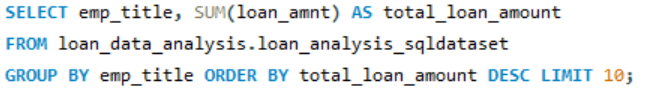 SELECT emp_title, SUM(loan_amnt) AS total_loan_amount
FROM loan_data_analysis.loan_analysis_sqldataset
GROUP BY emp_title ORDER BY total_loan_amount DESC LIMIT 10;